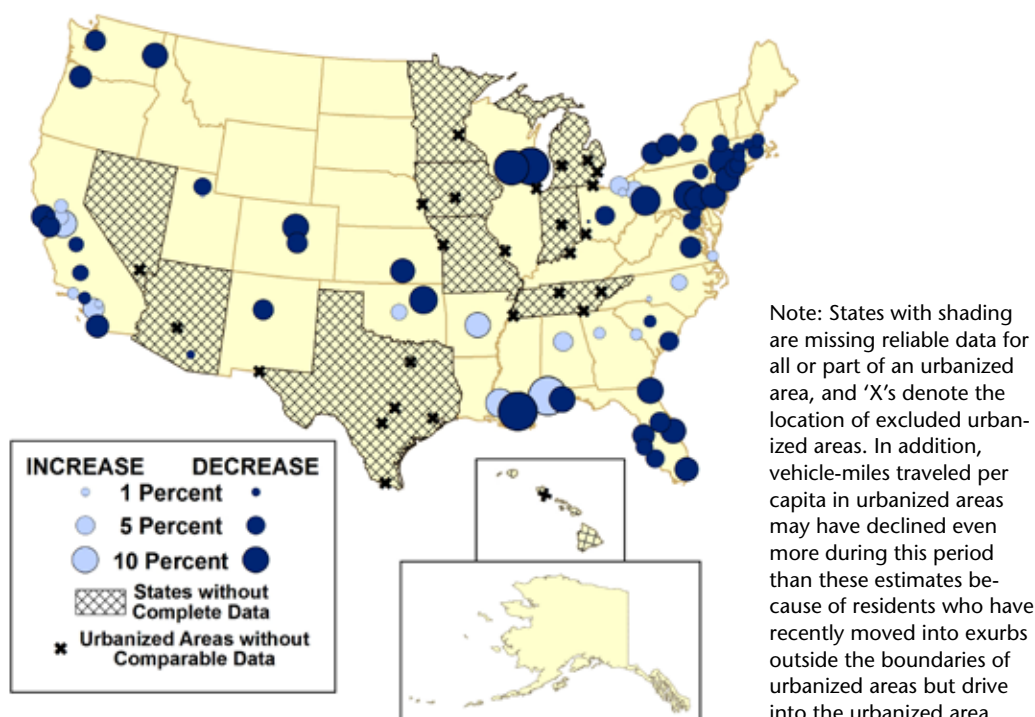 INCREASE DECREASE
1 Percent
5 Percent
10 Percent
States without
Complete Data
Urbanized Areas without
Comparable Data
Note: States with shading
are missing reliable data for
all or part of an urbanized
area, and ‘X’s denote the
location of excluded urban-
ized areas. In addition,
vehicle-miles traveled per
capita in urbanized areas
may have declined even
more during this period
than these estimates be-
cause of residents who have
recently moved into exurbs
outside the boundaries of
urbanized areas but drive
into the urbanized area